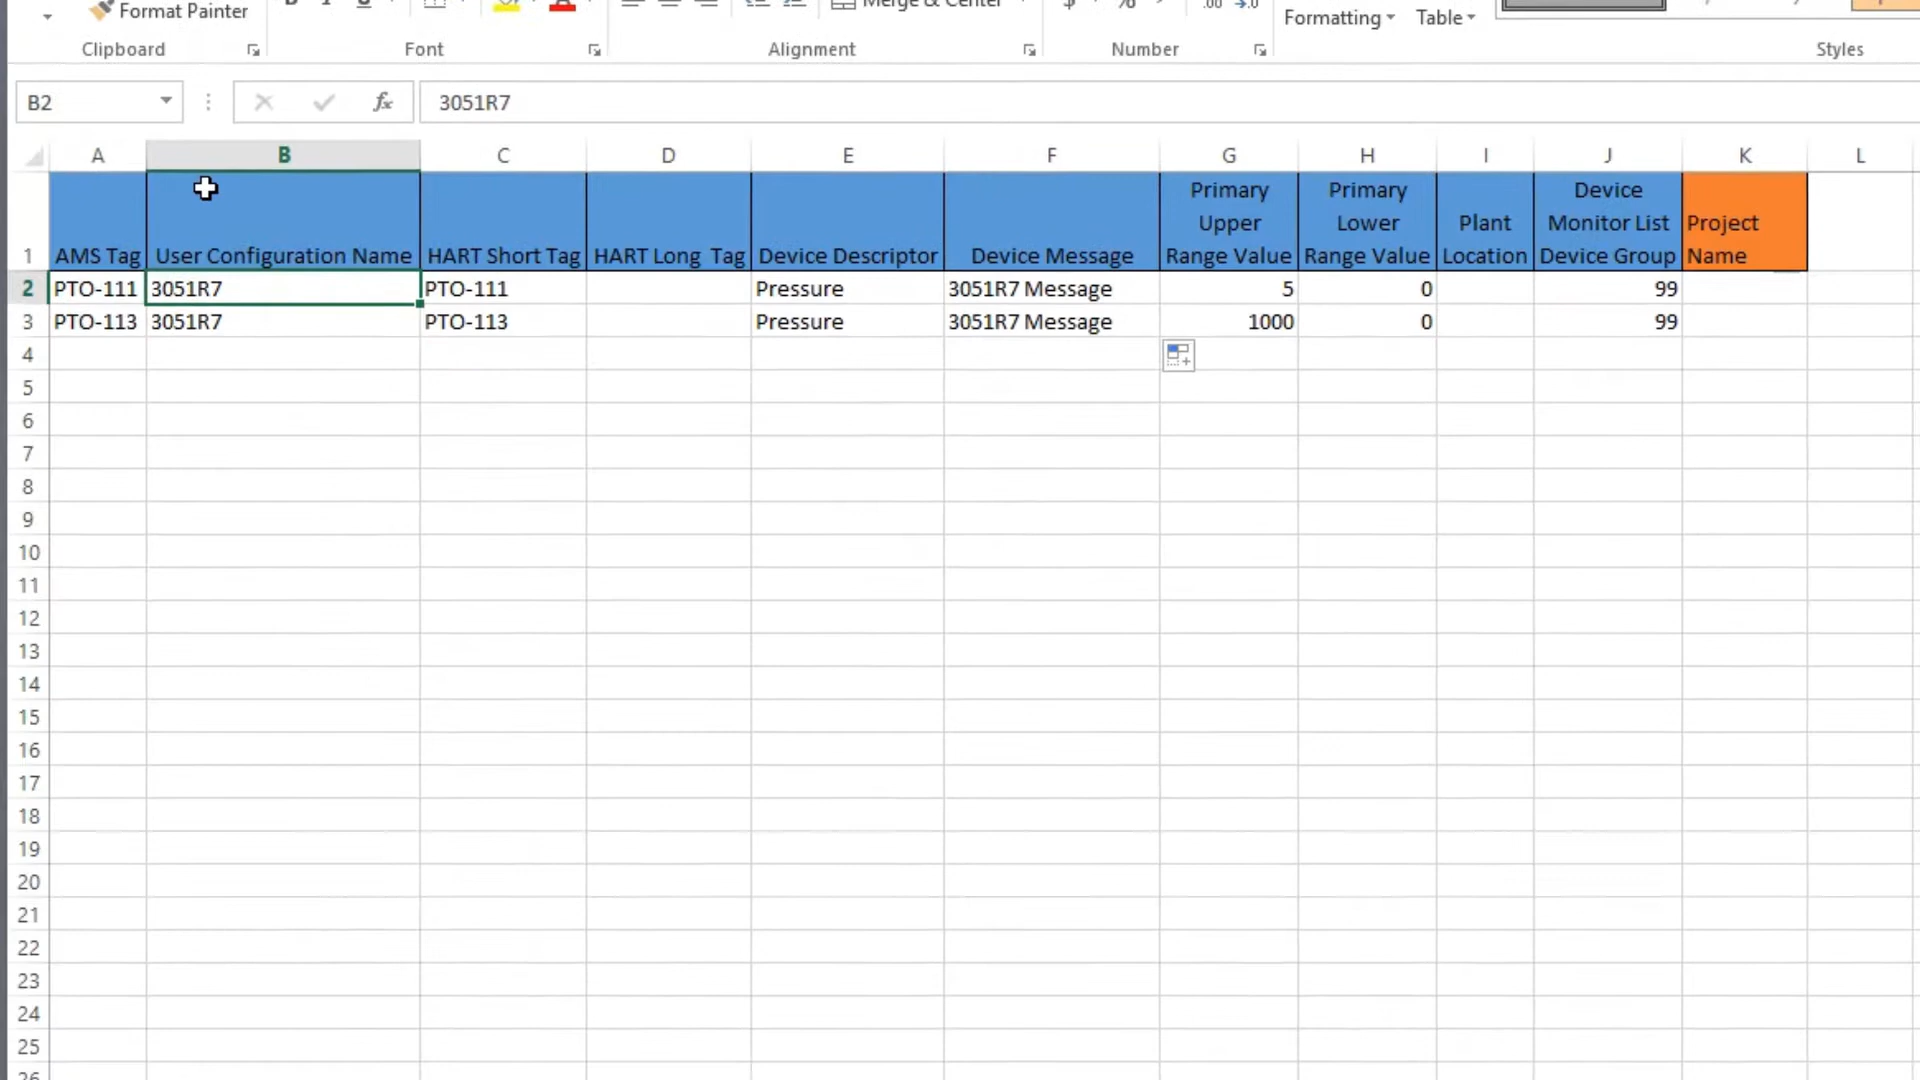 Format Painter
Merge & Center
$ %
Formatting
Table
Clipboard
Font
Alignment
Number
Styles
B2
fx
3051R7
A B C D E F G H I J K L
1
AMS Tag
User Configuration Name
HART Short Tag
HART Long Tag
Device Descriptor
Device Message
Primary
Upper
Range Value
Primary
Lower
Range Value
Plant
Location
Device
Monitor List
Device Group
Project
Name
2 PTO-111 3051R7 PTO-111 Pressure 3051R7 Message 5 0 99
3 PTO-113 3051R7 PTO-113 Pressure 3051R7 Message 1000 0 99
4
5
6
7
8
9
10
11
12
13
14
15
16
17
18
19
20
21
22
23
24
25
26